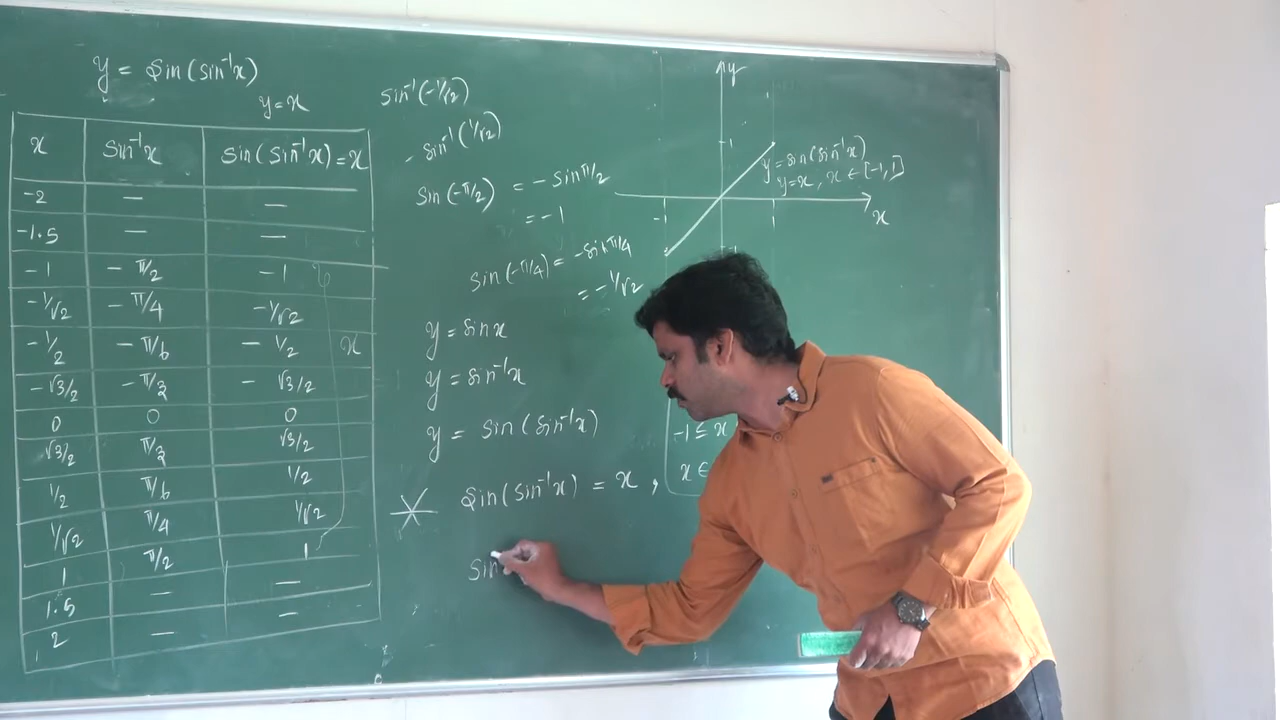 y = Sin(sin⁻¹x)
y = x
x Sin⁻¹x Sin(Sin⁻¹x) = x
-2 — —
-1.5 — —
-1 -π/2 -1
-1/√2 -π/4 -1/√2
-1/2 -π/6 -1/2 x
-√3/2 -π/3 -√3/2
0 0 0
√3/2 π/3 √3/2
1/2 π/6 1/2
1/√2 π/4 1/√2
1 π/2 1
1.5 — —
2 — —
Sin⁻¹(-1/√2)
- Sin⁻¹(1/√2)
Sin(-π/2) = - Sin π/2
= -1
Sin(-π/4) = -Sin π/4
= -1/√2
y = Sin x
y = Sin⁻¹x
y = Sin(Sin⁻¹x)
Sin(Sin⁻¹x) = x ,
Sin
-1 ≤ x
x ∈
y
1
y = Sin(Sin⁻¹x)
y = x, x ∈ [-1, 1]
-1 1 x